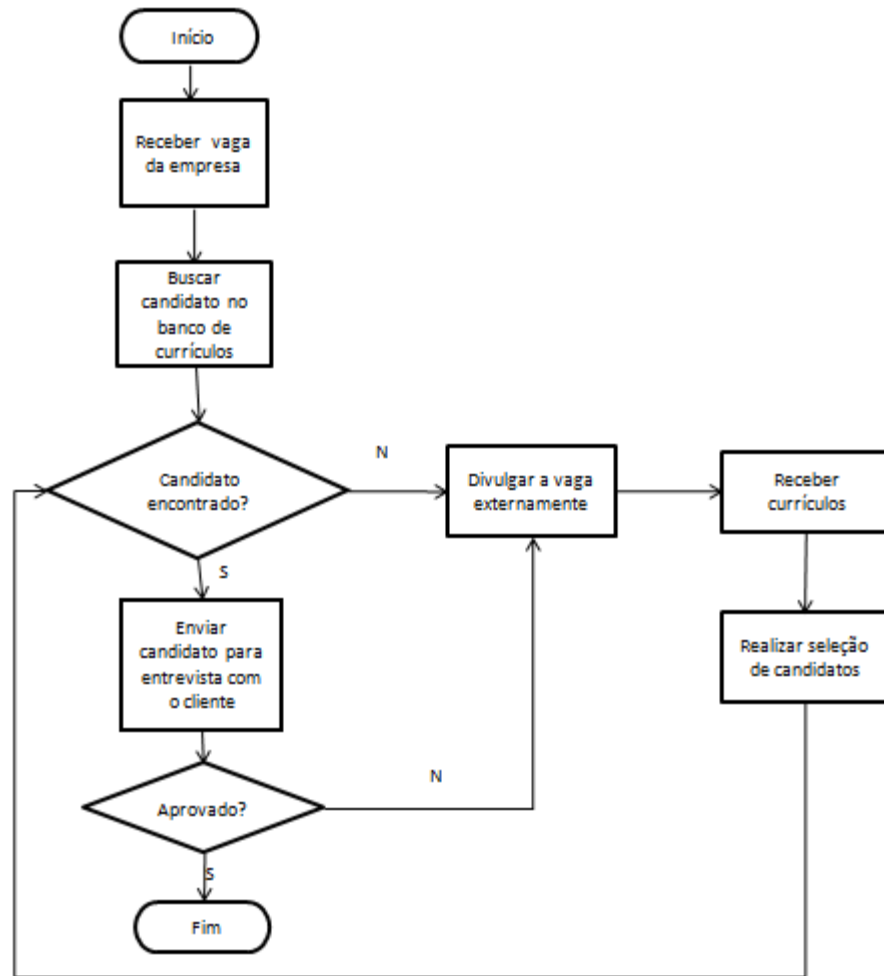 Início
Receber vaga
da empresa
Buscar
candidato no
banco de
currículos
Candidato
encontrado?
N
Divulgar a vaga
externamente
Receber
currículos
S
Enviar
candidato para
entrevista com
o cliente
Realizar seleção
de candidatos
Aprovado?
N
S
Fim